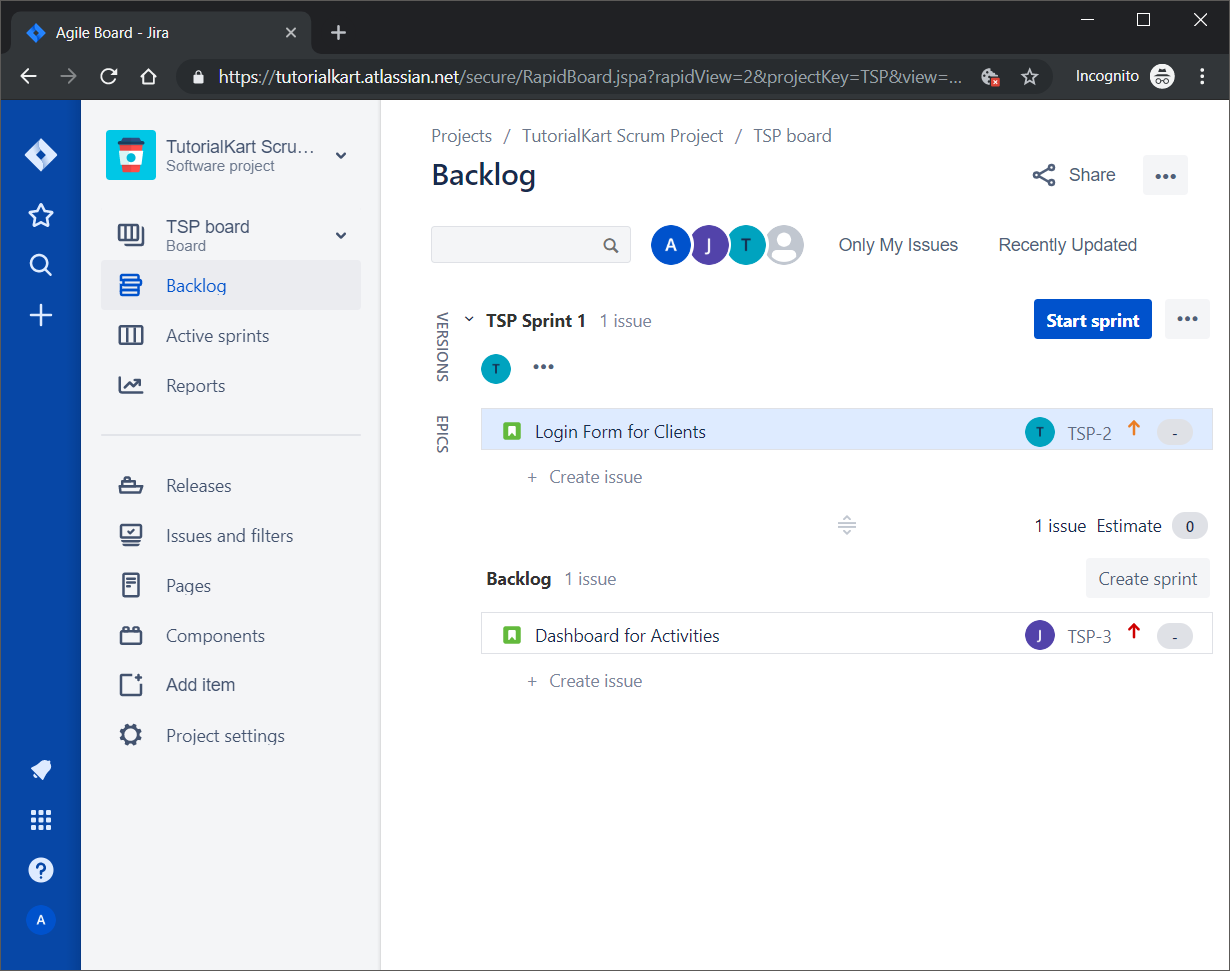 Agile Board - Jira
https://tutorialkart.atlassian.net/secure/RapidBoard.jspa?rapidView=2&projectKey=TSP&view=...
Incognito
TutorialKart Scru...
Software project
TSP board
Board
Backlog
Active sprints
Reports
Releases
Issues and filters
Pages
Components
Add item
Project settings
?
A
Projects / TutorialKart Scrum Project / TSP board
Backlog
Share
A J T
Only My Issues
Recently Updated
VERSIONS
EPICS
TSP Sprint 1 1 issue
Start sprint
T
Login Form for Clients T TSP-2 -
+ Create issue
1 issue Estimate 0
Backlog 1 issue
Create sprint
Dashboard for Activities J TSP-3 -
+ Create issue